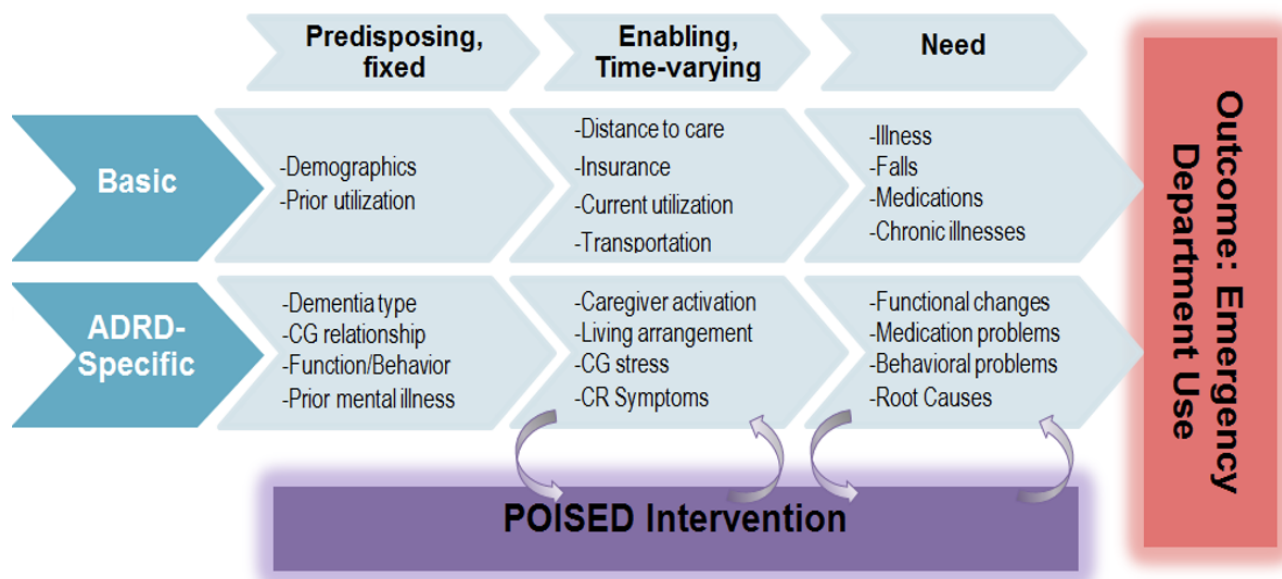 Predisposing,
fixed
Enabling,
Time-varying
Need
Basic
-Demographics
-Prior utilization
-Distance to care
-Insurance
-Current utilization
-Transportation
-Illness
-Falls
-Medications
-Chronic illnesses
ADRD-
Specific
-Dementia type
-CG relationship
-Function/Behavior
-Prior mental illness
-Caregiver activation
-Living arrangement
-CG stress
-CR Symptoms
-Functional changes
-Medication problems
-Behavioral problems
-Root Causes
POISED Intervention
Outcome: Emergency
Department Use